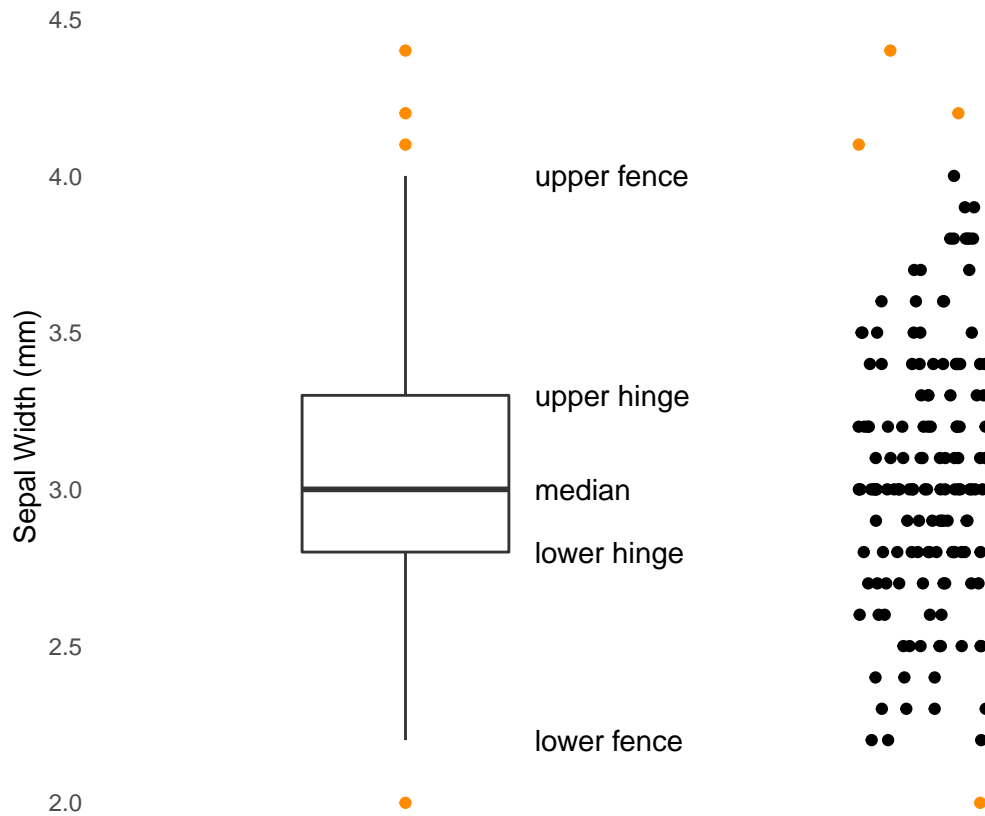 4.5
4.0
upper fence
3.5
upper hinge
Sepal Width (mm)
3.0
median
lower hinge
2.5
lower fence
2.0